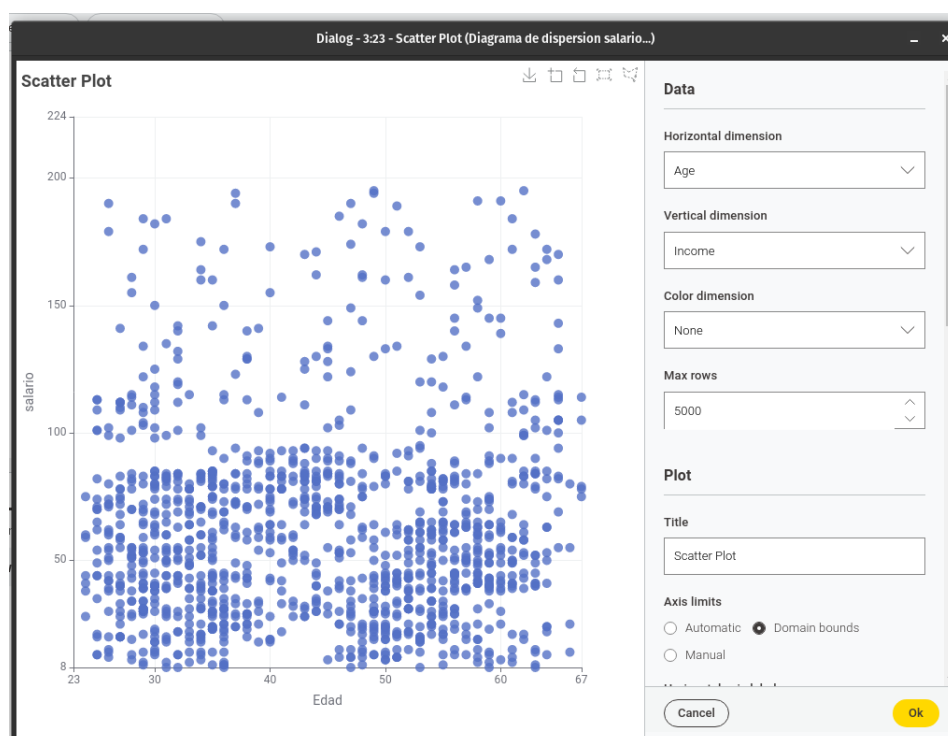 Dialog - 3:23 - Scatter Plot (Diagrama de dispersion salario...)
Scatter Plot
224
200
150
100
50
8
salario
23
30
40
50
60
67
Edad
Data
Horizontal dimension
Age
Vertical dimension
Income
Color dimension
None
Max rows
5000
Plot
Title
Scatter Plot
Axis limits
Automatic
Domain bounds
Manual
Cancel
Ok